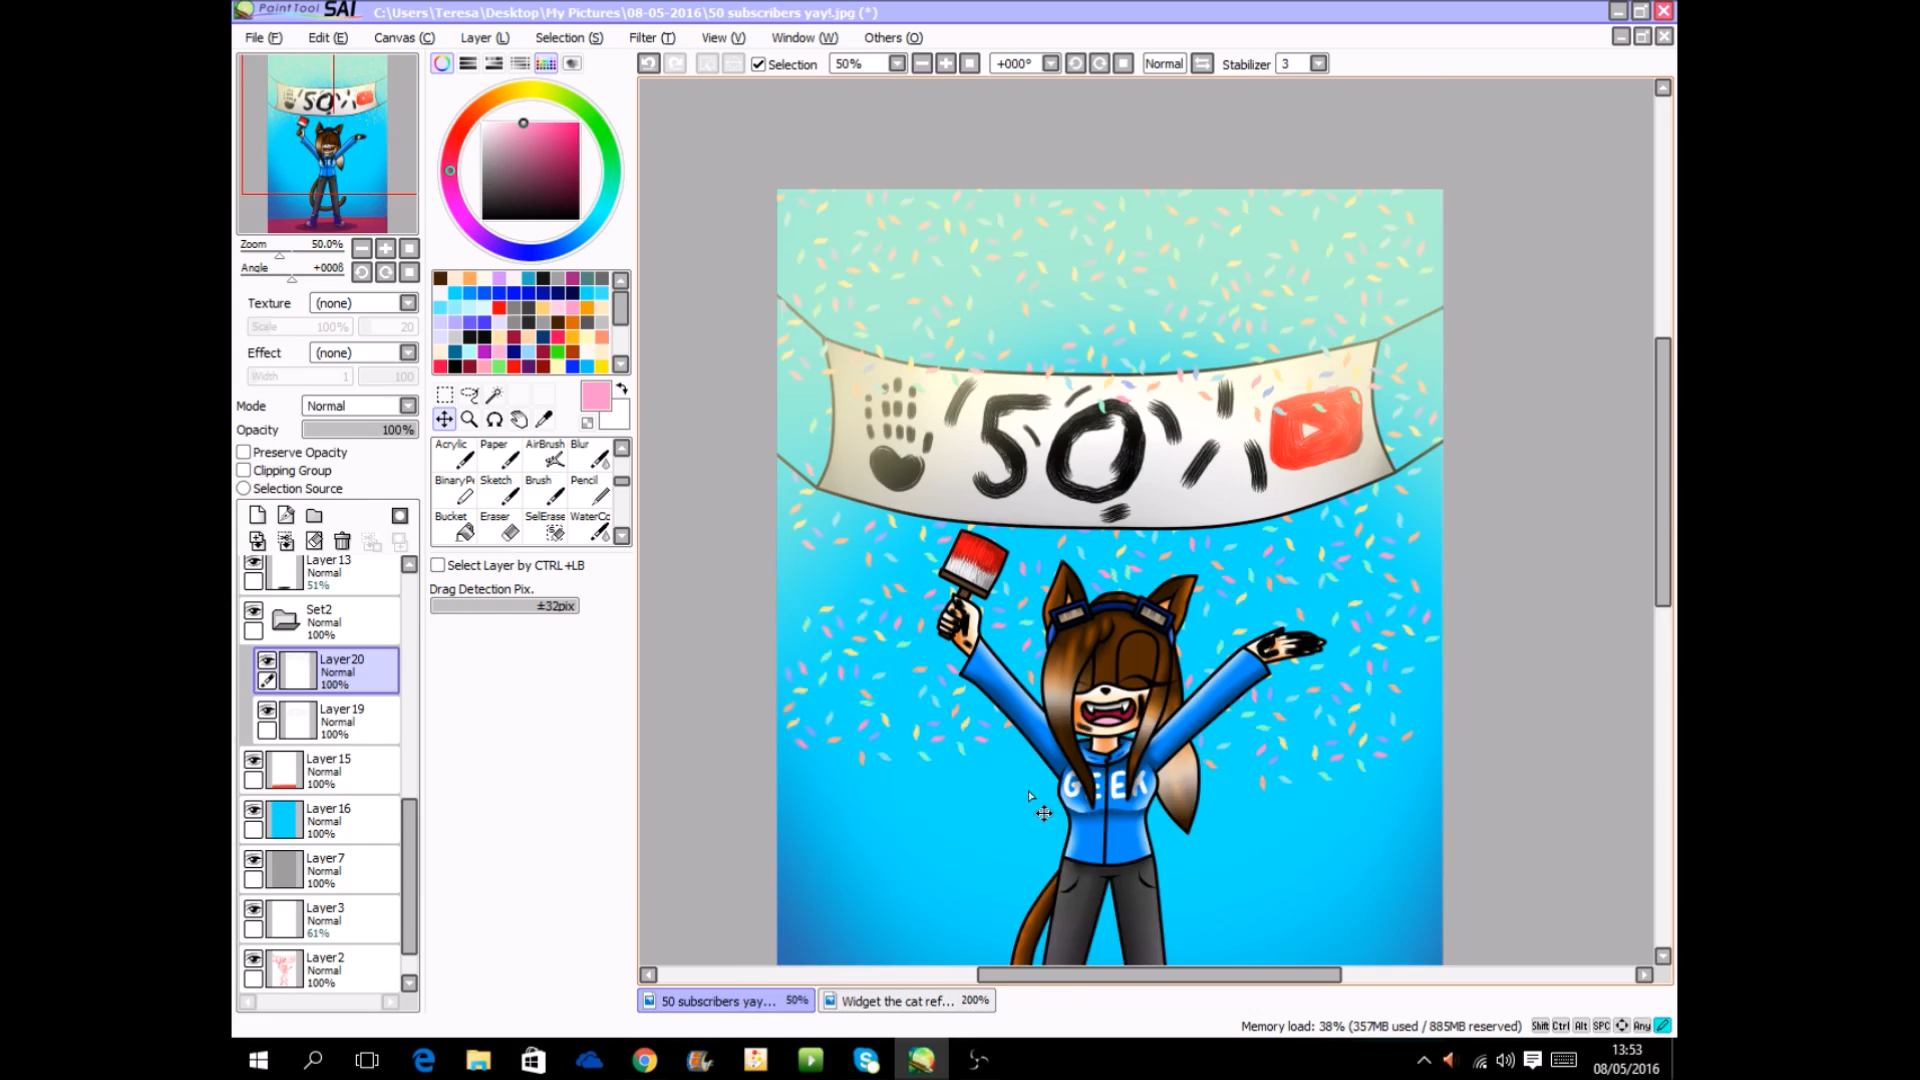 PaintTool SAI C:\Users\Teresa\Desktop\My Pictures\08-05-2016\50 subscribers yay!.jpg (*)
File (F) Edit (E) Canvas (C) Layer (L) Selection (S) Filter (T) View (V) Window (W) Others (O)
Selection 50% +000° Normal Stabilizer 3
Zoom 50.0%
Angle +000ß
Texture (none)
Scale 100% 20
Effect (none)
Width 1 100
Mode Normal
Opacity 100%
Preserve Opacity
Clipping Group
Selection Source
Layer13
Normal
51%
Set2
Normal
100%
Layer20
Normal
100%
Layer19
Normal
100%
Layer15
Normal
100%
Layer16
Normal
100%
Layer7
Normal
100%
Layer3
Normal
61%
Layer2
Normal
100%
Acrylic Paper AirBrush Blur
BinaryPe Sketch Brush Pencil
Bucket Eraser SelErase WaterCo
Select Layer by CTRL+LB
Drag Detection Pix.
±32pix
50
GEEK
50 subscribers yay... 50% Widget the cat ref... 200%
Memory load: 38% (357MB used / 885MB reserved) Shift Ctrl Alt SPC Any
13:53
08/05/2016